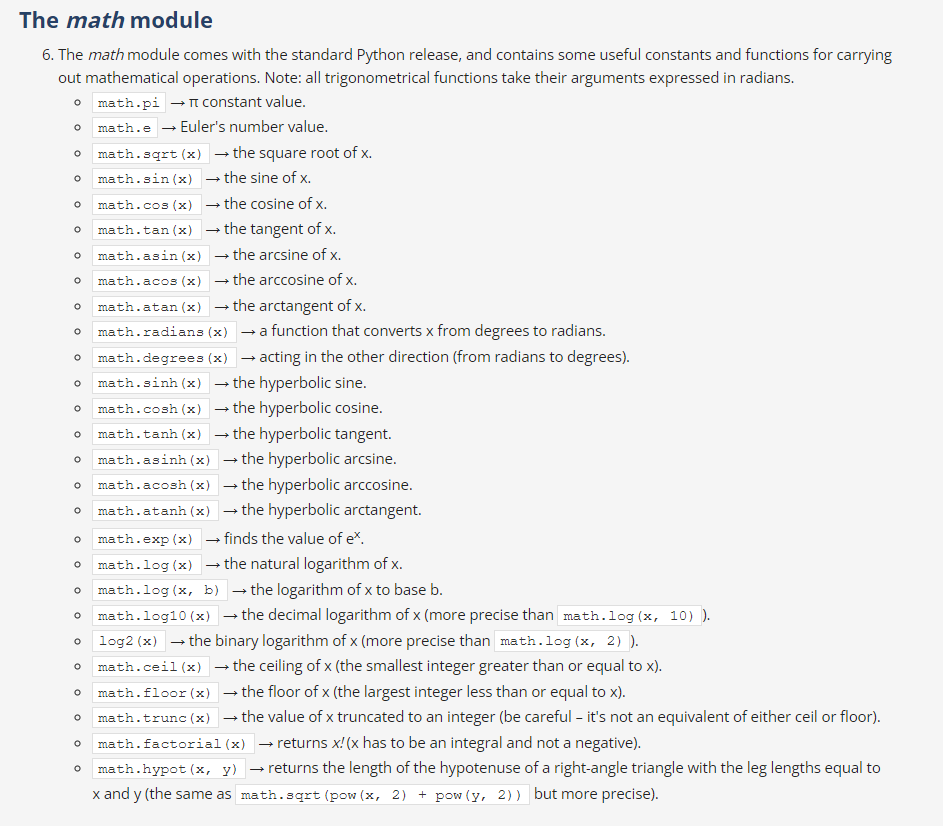 The math module
6. The math module comes with the standard Python release, and contains some useful constants and functions for carrying
out mathematical operations. Note: all trigonometrical functions take their arguments expressed in radians.
math.pi → π constant value.
math.e → Euler's number value.
math.sqrt(x) → the square root of x.
math.sin(x) → the sine of x.
math.cos(x) → the cosine of x.
math.tan(x) → the tangent of x.
math.asin(x) → the arcsine of x.
math.acos(x) → the arccosine of x.
math.atan(x) → the arctangent of x.
math.radians(x) → a function that converts x from degrees to radians.
math.degrees(x) → acting in the other direction (from radians to degrees).
math.sinh(x) → the hyperbolic sine.
math.cosh(x) → the hyperbolic cosine.
math.tanh(x) → the hyperbolic tangent.
math.asinh(x) → the hyperbolic arcsine.
math.acosh(x) → the hyperbolic arccosine.
math.atanh(x) → the hyperbolic arctangent.
math.exp(x) → finds the value of eˣ.
math.log(x) → the natural logarithm of x.
math.log(x, b) → the logarithm of x to base b.
math.log10(x) → the decimal logarithm of x (more precise than math.log(x, 10) ).
log2(x) → the binary logarithm of x (more precise than math.log(x, 2) ).
math.ceil(x) → the ceiling of x (the smallest integer greater than or equal to x).
math.floor(x) → the floor of x (the largest integer less than or equal to x).
math.trunc(x) → the value of x truncated to an integer (be careful – it's not an equivalent of either ceil or floor).
math.factorial(x) → returns x! (x has to be an integral and not a negative).
math.hypot(x, y) → returns the length of the hypotenuse of a right-angle triangle with the leg lengths equal to
x and y (the same as math.sqrt(pow(x, 2) + pow(y, 2)) but more precise).